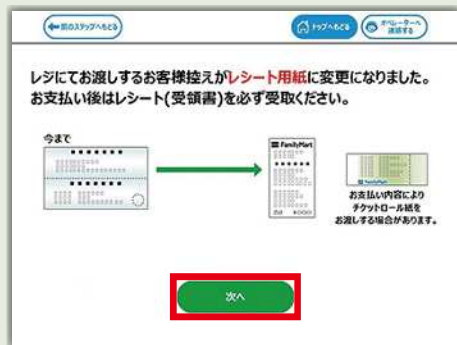 前のステップへもどる
トップへもどる
オペレーターへ
連絡する
レジにてお渡しするお客様控えがレシート用紙に変更になりました。
お支払い後はレシート(受領書)を必ず受取ください。
今まで
FamilyMart
FamilyMart
お支払い内容により
チケットロール紙を
お渡しする場合があります。
次へ